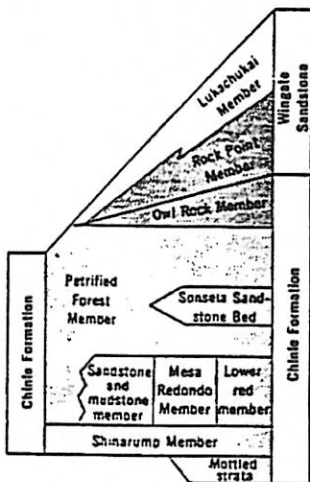 Lukachukai
Member
Wingate
Sandstone
Rock Point
Member
Owl Rock Member
Petrified
Forest
Member
Sonsela Sand-
stone Bed
Chinle Formation
Chinle Formation
Sandstone
and
mudstone
member
Mesa
Redondo
Member
Lower
red
member
Shinarump Member
Mottled
strata